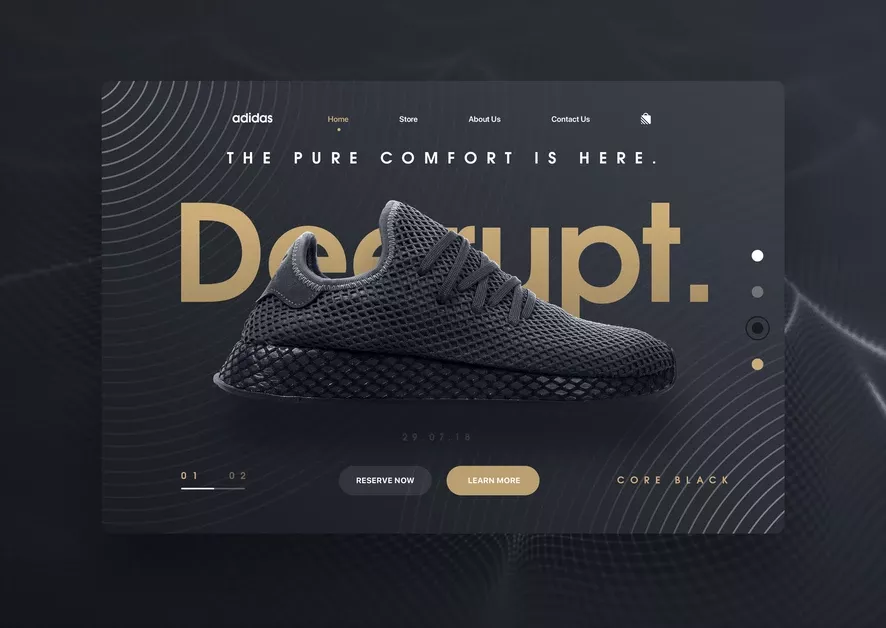 adidas Home Store About Us Contact Us
THE PURE COMFORT IS HERE.
Deerupt.
29.07.18
01 02
RESERVE NOW LEARN MORE
CORE BLACK